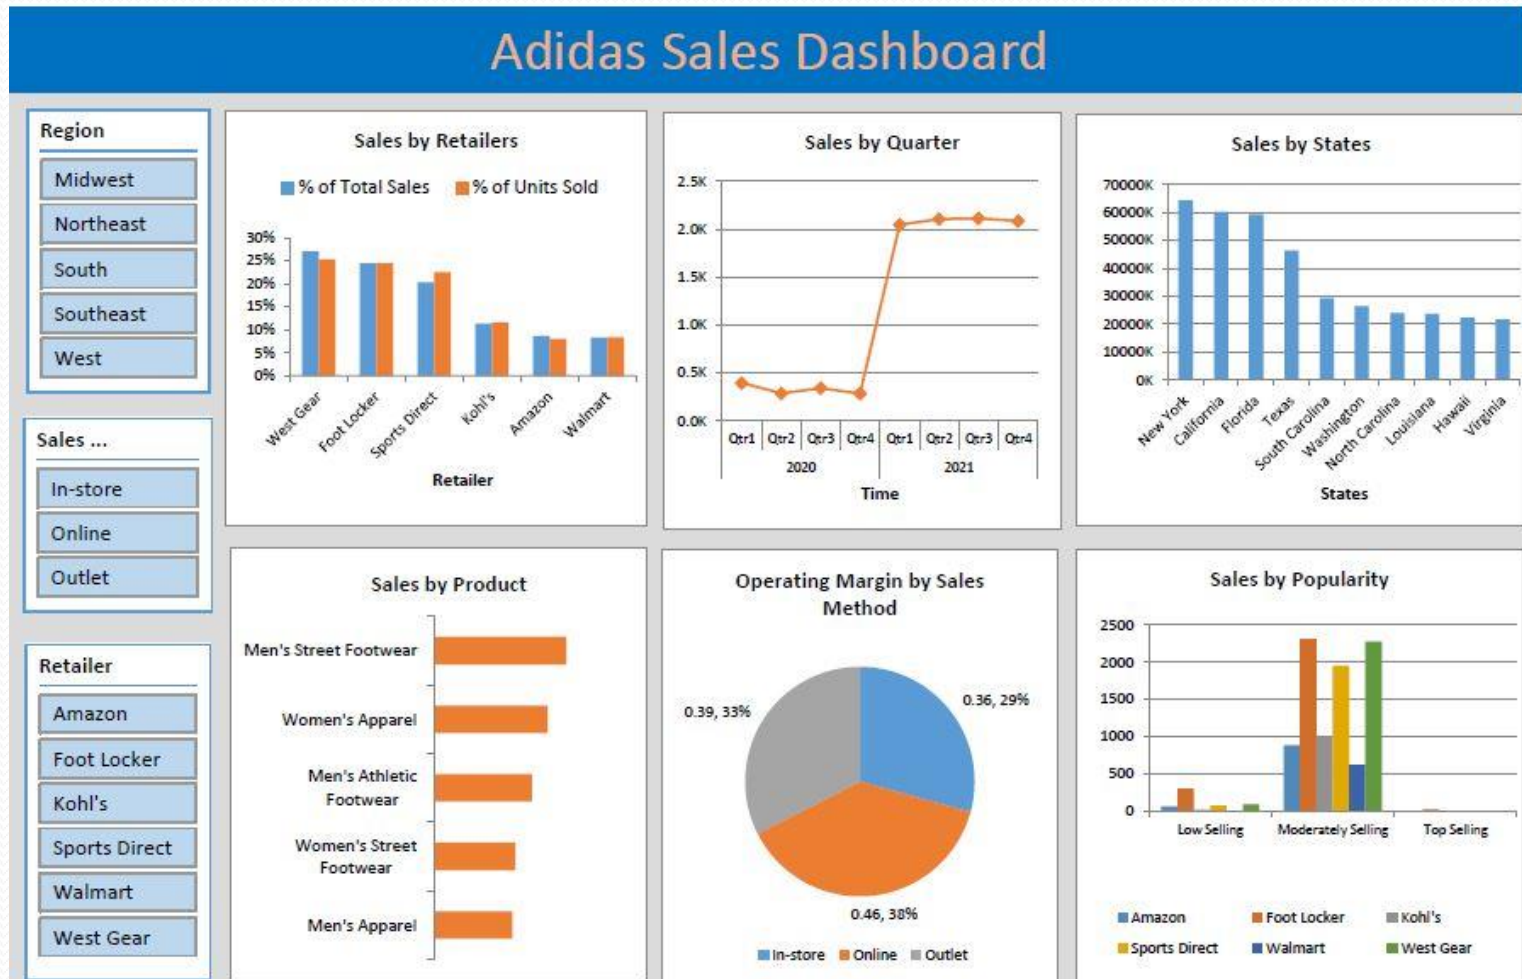 Adidas Sales Dashboard
Region
Midwest
Northeast
South
Southeast
West
Sales ...
In-store
Online
Outlet
Retailer
Amazon
Foot Locker
Kohl's
Sports Direct
Walmart
West Gear
Sales by Retailers
% of Total Sales % of Units Sold
30%
25%
20%
15%
10%
5%
0%
West Gear
Foot Locker
Sports Direct
Kohl's
Amazon
Walmart
Retailer
Sales by Quarter
2.5K
2.0K
1.5K
1.0K
0.5K
0.0K
Qtr1 Qtr2 Qtr3 Qtr4 Qtr1 Qtr2 Qtr3 Qtr4
2020 2021
Time
Sales by States
70000K
60000K
50000K
40000K
30000K
20000K
10000K
0K
New York
California
Florida
Texas
South Carolina
Washington
North Carolina
Louisiana
Hawaii
Virginia
States
Sales by Product
Men's Street Footwear
Women's Apparel
Men's Athletic
Footwear
Women's Street
Footwear
Men's Apparel
Operating Margin by Sales
Method
0.39, 33%
0.36, 29%
0.46, 38%
In-store Online Outlet
Sales by Popularity
2500
2000
1500
1000
500
0
Low Selling Moderately Selling Top Selling
Amazon Foot Locker Kohl's
Sports Direct Walmart West Gear